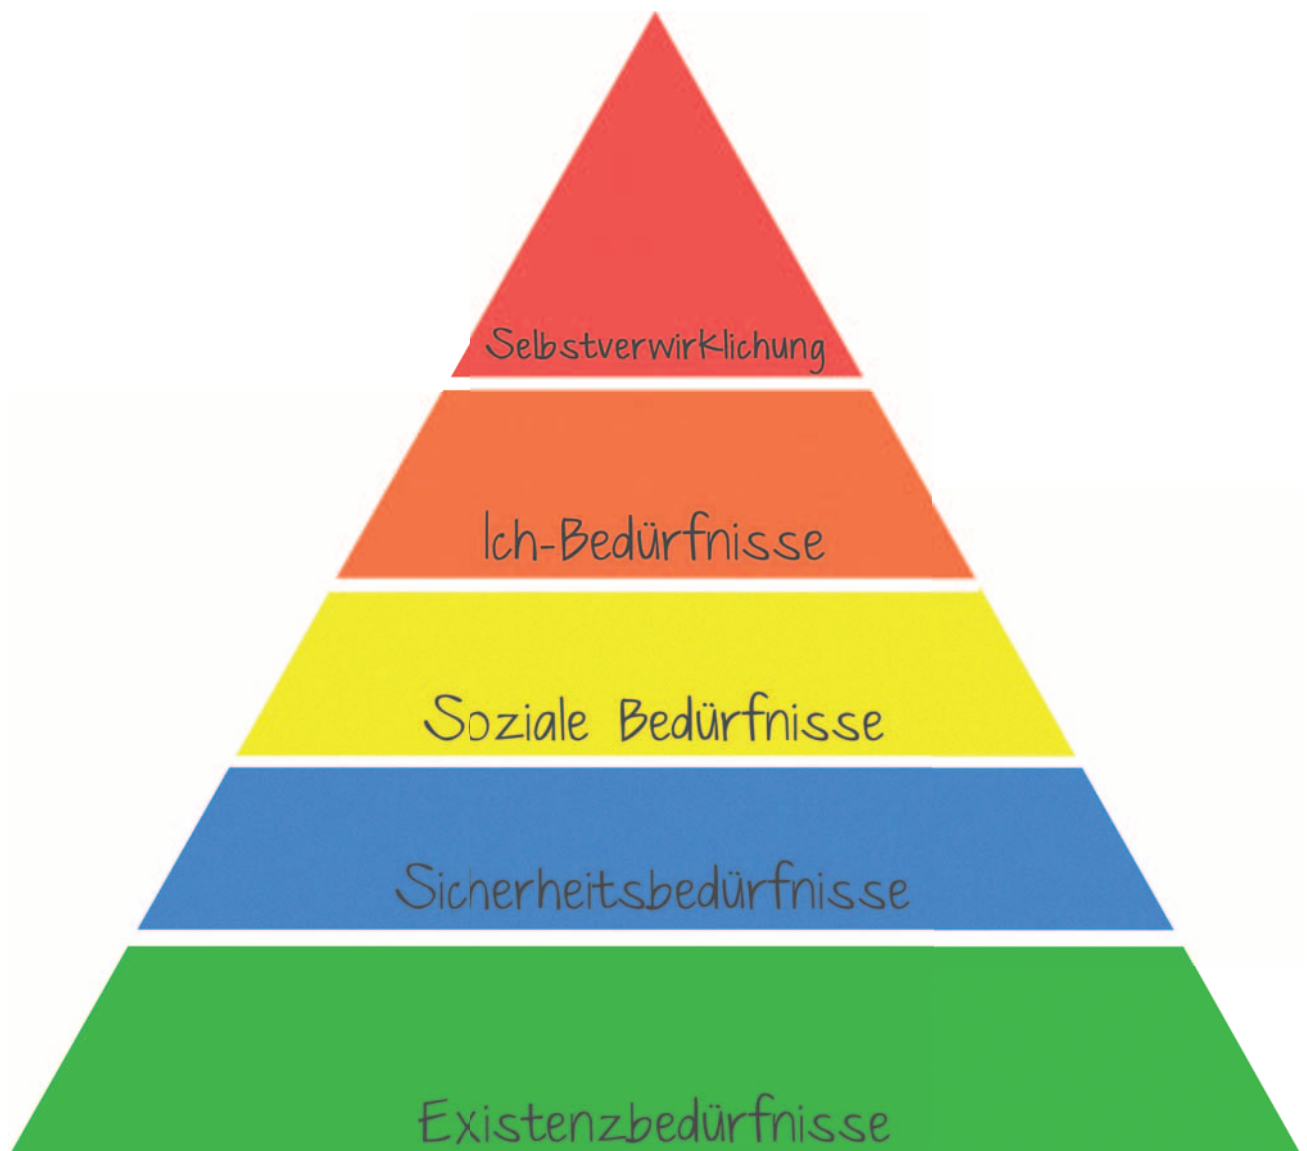 Selbstverwirklichung
Ich-Bedürfnisse
Soziale Bedürfnisse
Sicherheitsbedürfnisse
Existenzbedürfnisse